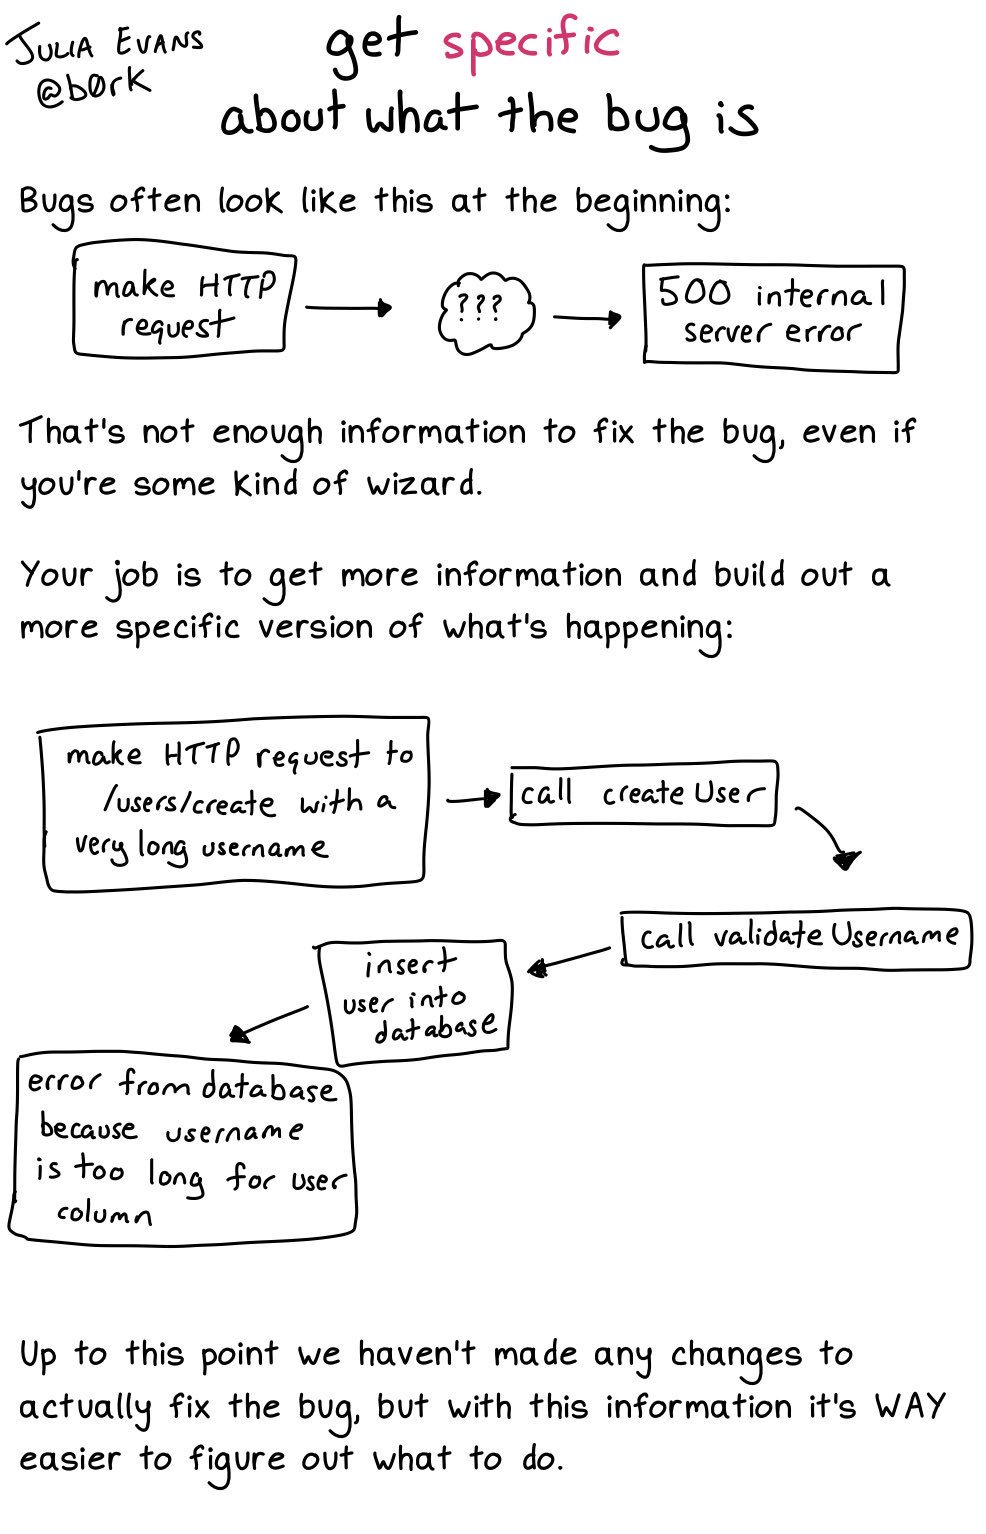 JULIA EVANS
@b0rk
get specific
about what the bug is
Bugs often look like this at the beginning:
make HTTP
request
???
500 internal
server error
That's not enough information to fix the bug, even if
you're some kind of wizard.
Your job is to get more information and build out a
more specific version of what's happening:
make HTTP request to
/users/create with a
very long username
call createUser
call validateUsername
insert
user into
database
error from database
because username
is too long for user
column
Up to this point we haven't made any changes to
actually fix the bug, but with this information it's WAY
easier to figure out what to do.